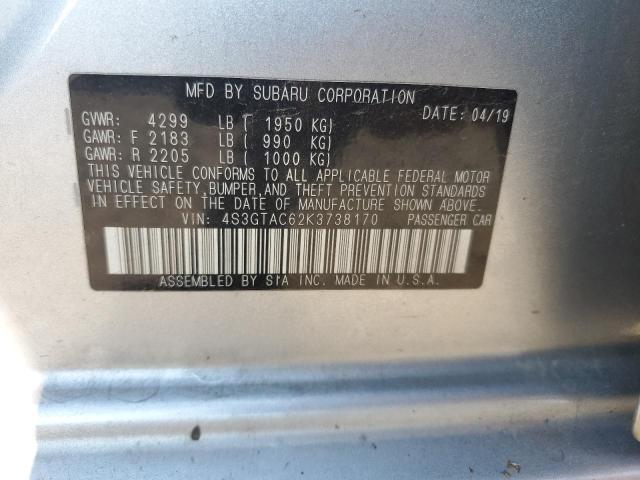 MFD BY SUBARU CORPORATION
GVWR: 4299 LB ( 1950 KG) DATE: 04/19
GAWR: F 2183 LB ( 990 KG)
GAWR: R 2205 LB ( 1000 KG)
THIS VEHICLE CONFORMS TO ALL APPLICABLE FEDERAL MOTOR
VEHICLE SAFETY, BUMPER, AND THEFT PREVENTION STANDARDS
IN EFFECT ON THE DATE OF MANUFACTURE SHOWN ABOVE.
VIN: 4S3GTAC62K3738170 PASSENGER CAR
ASSEMBLED BY SIA INC. MADE IN U.S.A.